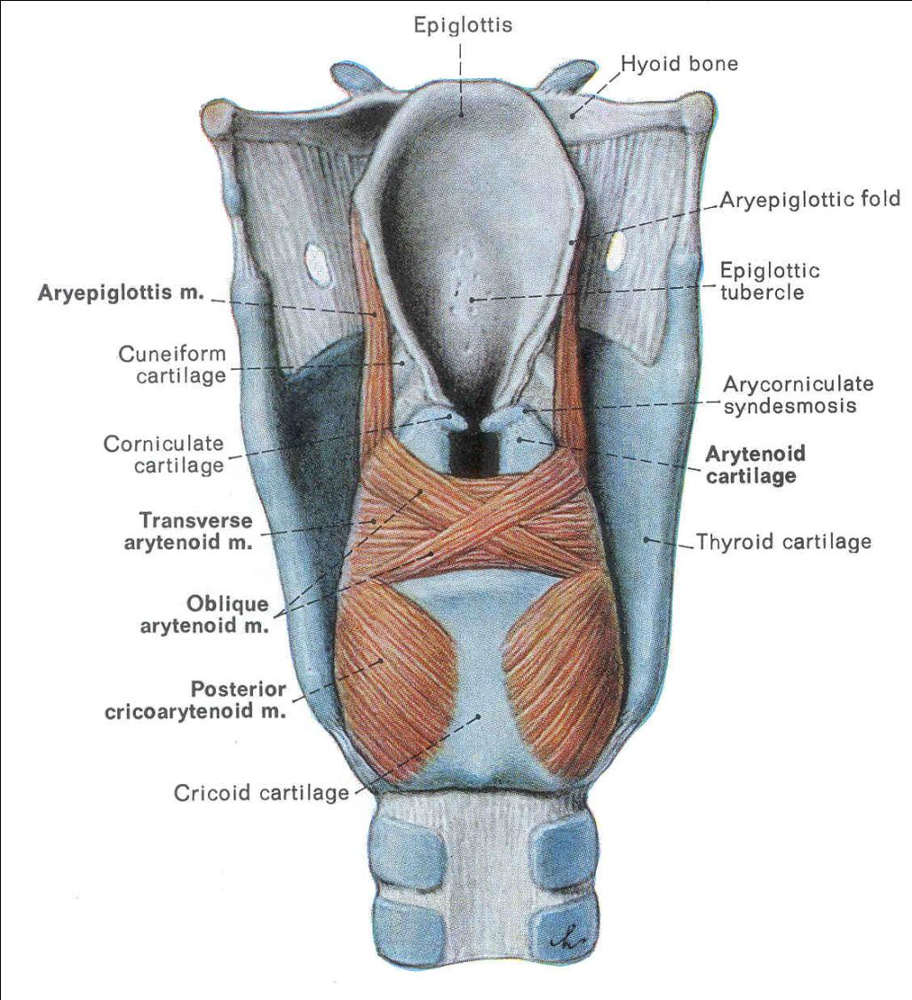 Epiglottis
Hyoid bone
Aryepiglottic fold
Epiglottic
tubercle
Aryepiglottis m.
Cuneiform
cartilage
Arycorniculate
syndesmosis
Corniculate
cartilage
Arytenoid
cartilage
Transverse
arytenoid m.
Thyroid cartilage
Oblique
arytenoid m.
Posterior
cricoarytenoid m.
Cricoid cartilage